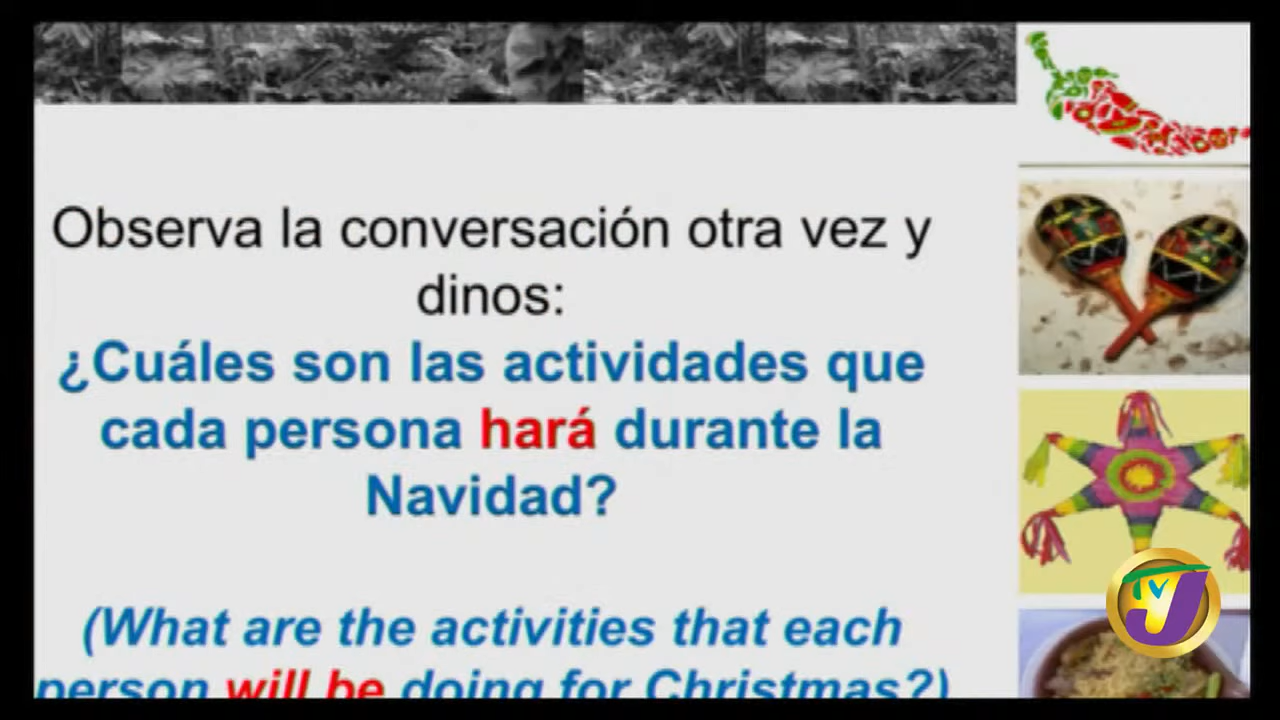 Observa la conversación otra vez y
dinos:
¿Cuáles son las actividades que
cada persona hará durante la
Navidad?
(What are the activities that each
person will be doing for Christmas?)
TVJ